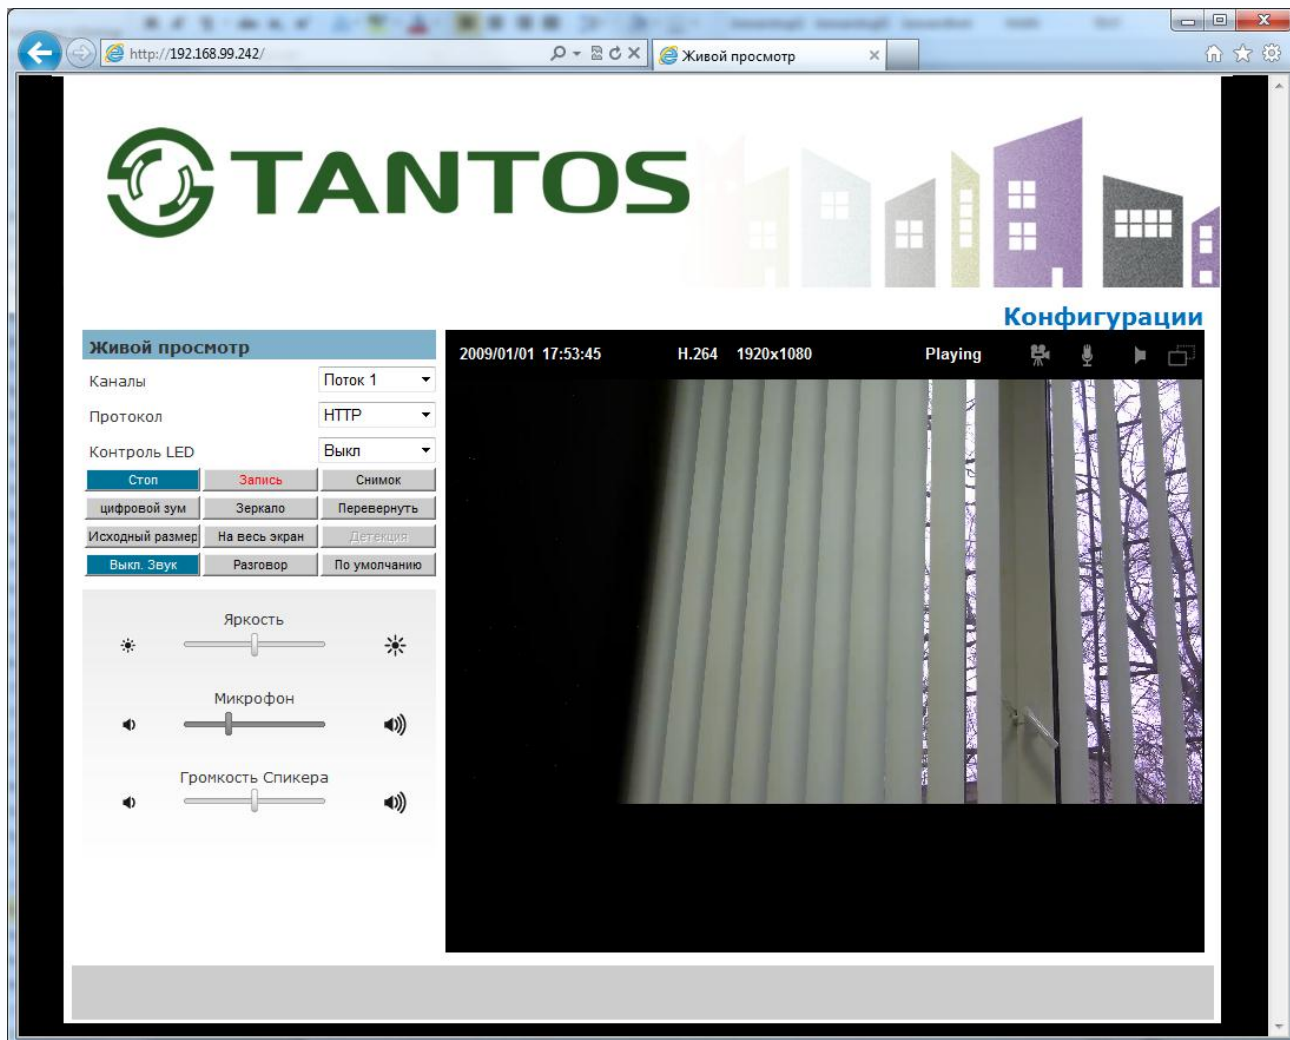 http://192.168.99.242/
Живой просмотр
TANTOS
Конфигурации
Живой просмотр
Каналы Поток 1
Протокол HTTP
Контроль LED Выкл
Стоп Запись Снимок
цифровой зум Зеркало Перевернуть
Исходный размер На весь экран Детекция
Выкл. Звук Разговор По умолчанию
Яркость
Микрофон
Громкость Спикера
2009/01/01 17:53:45 H.264 1920x1080 Playing